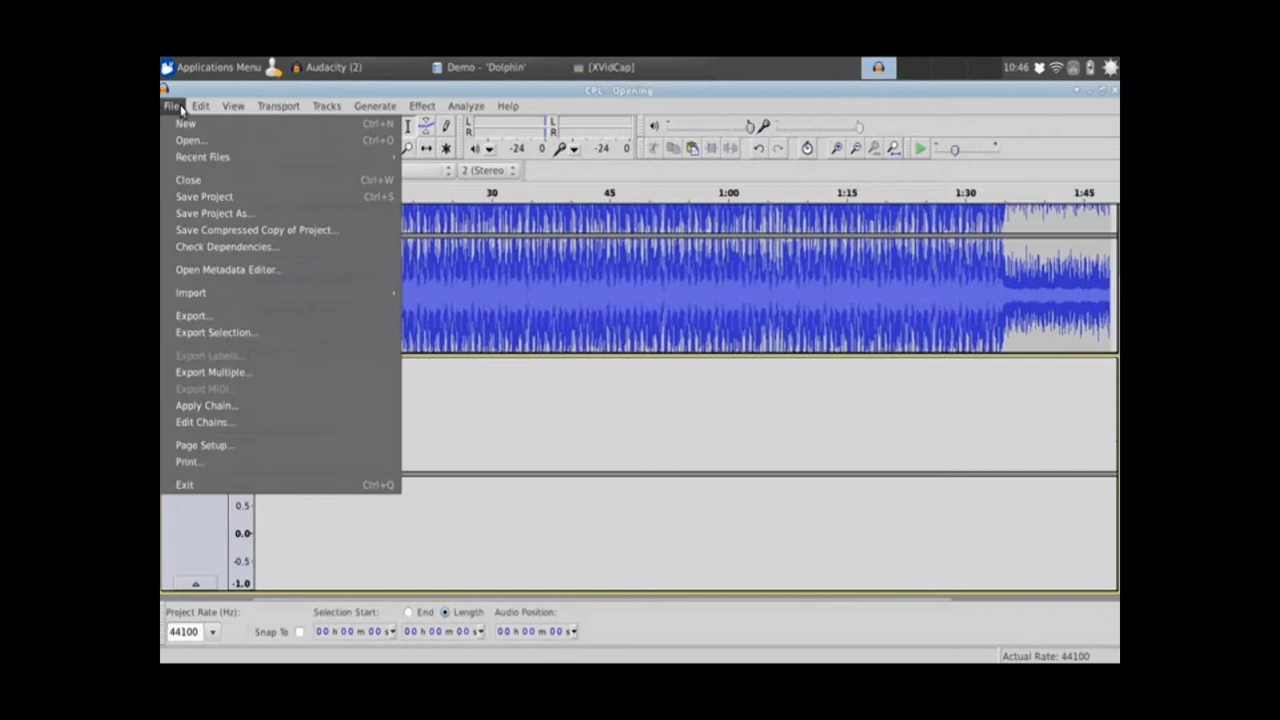 Applications Menu Audacity (2) Demo - 'Dolphin' [XVidCap] 10:46
CPL - Opening
File Edit View Transport Tracks Generate Effect Analyze Help
New Ctrl+N
Open... Ctrl+O
Recent Files
Close Ctrl+W
Save Project Ctrl+S
Save Project As...
Save Compressed Copy of Project...
Check Dependencies...
Open Metadata Editor...
Import
Export...
Export Selection...
Export Labels...
Export Multiple...
Export MIDI...
Apply Chain...
Edit Chains...
Page Setup...
Print...
Exit Ctrl+Q
L L
R R
-24 0 -24 0
2 (Stereo
30 45 1:00 1:15 1:30 1:45
0.5
0.0
-0.5
-1.0
Project Rate (Hz): Selection Start: End Length Audio Position:
44100 Snap To 00 h 00 m 00 s 00 h 00 m 00 s 00 h 00 m 00 s
Actual Rate: 44100